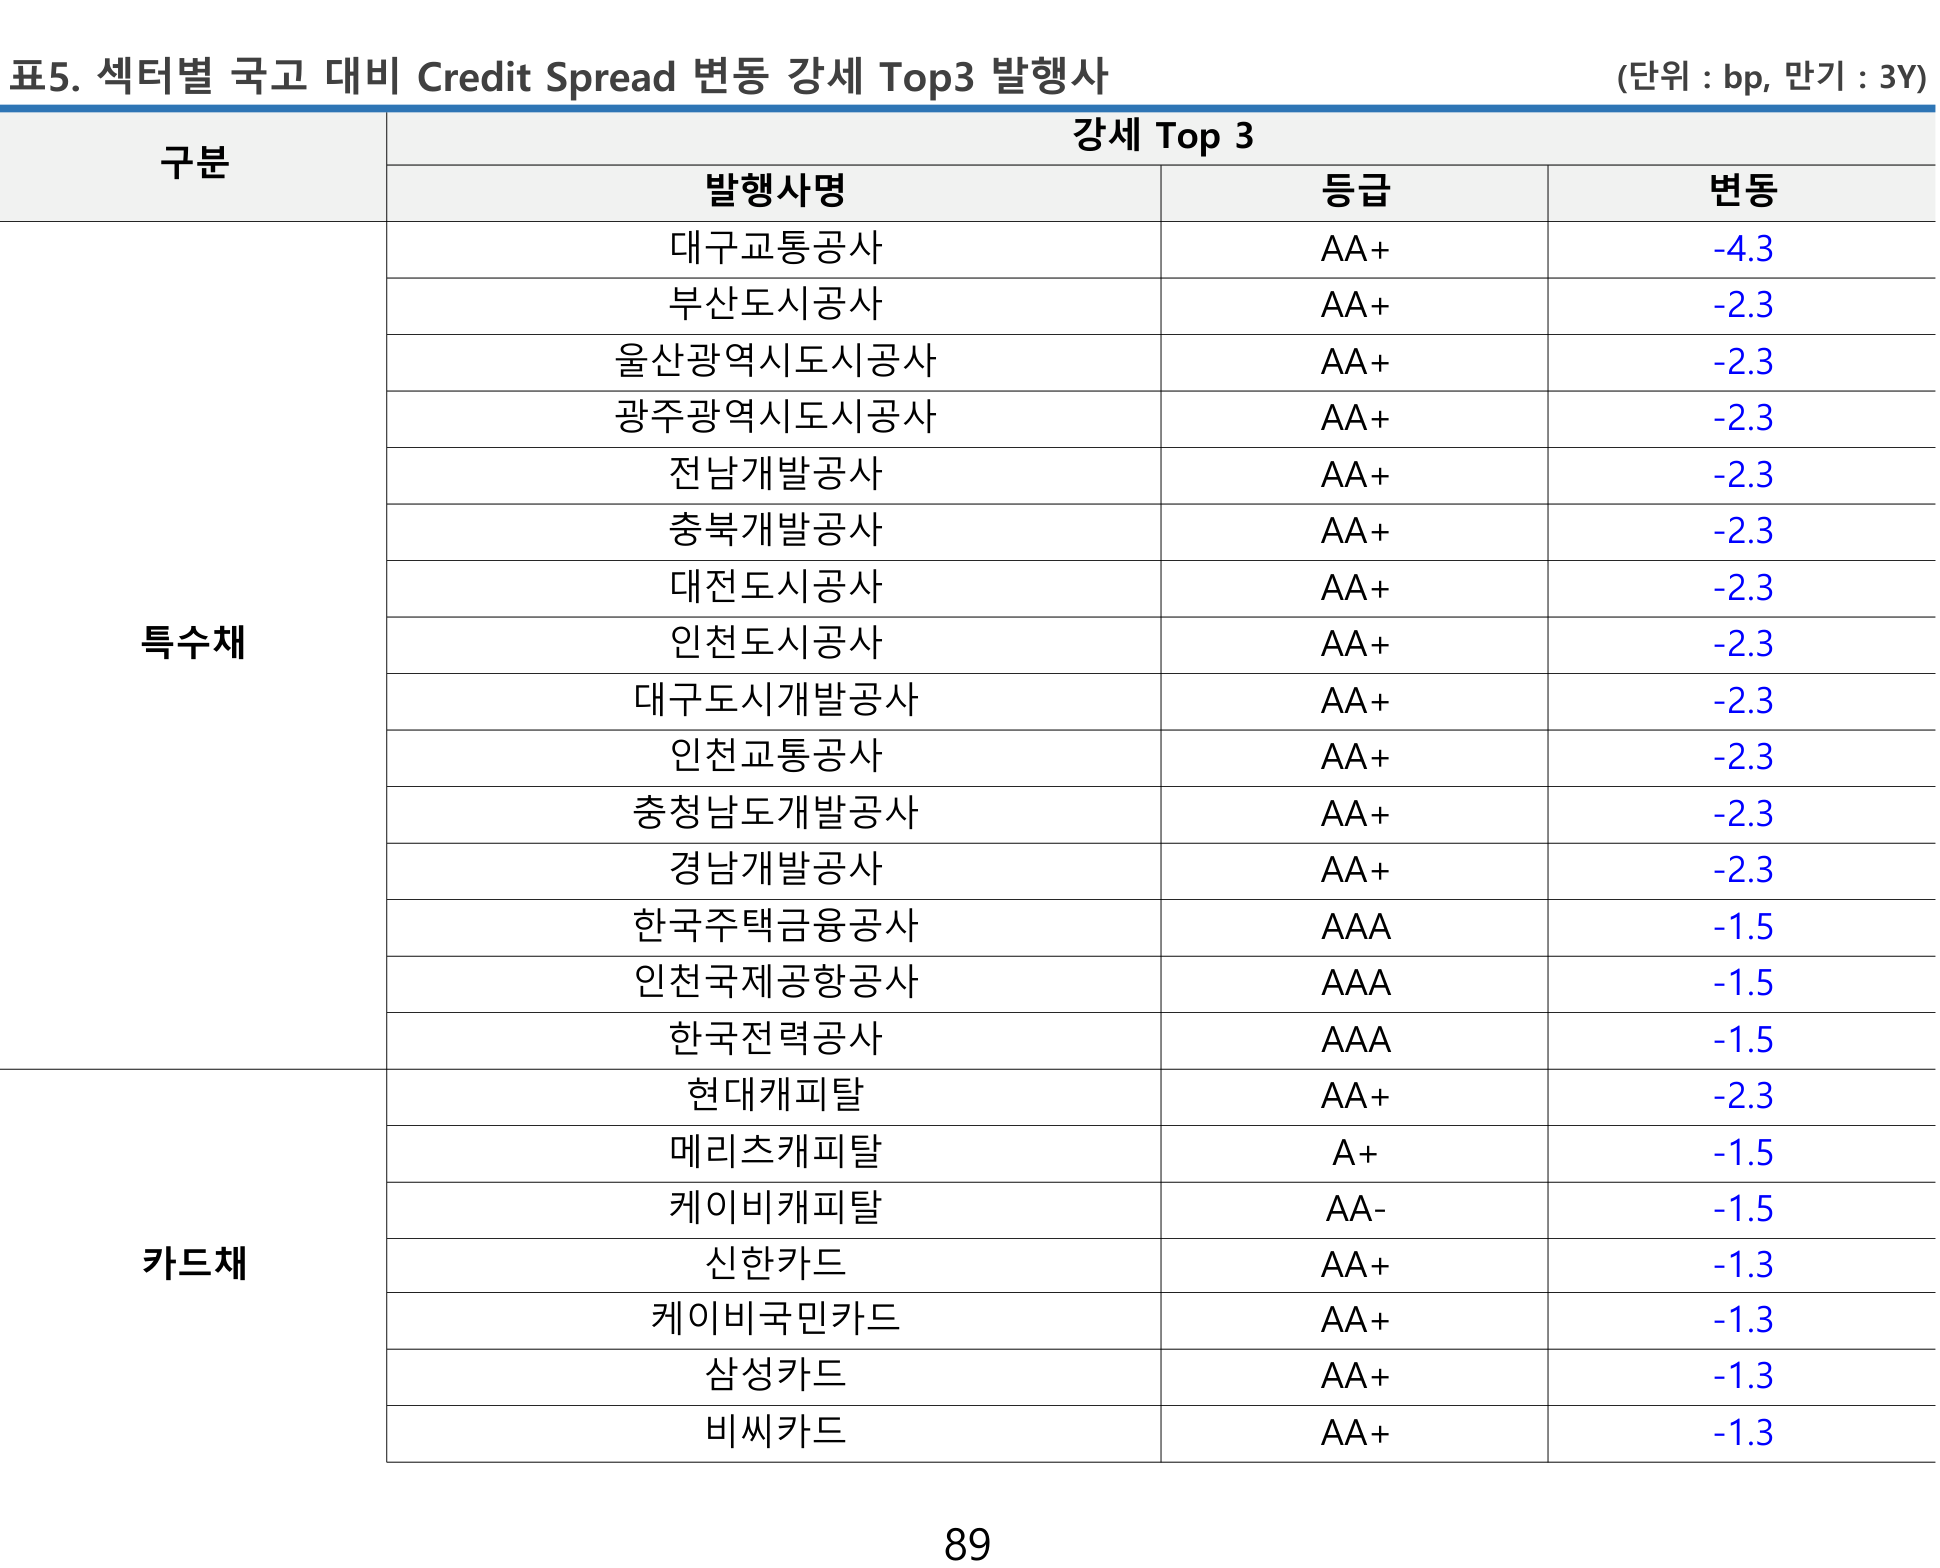 표5. 섹터별 국고 대비 Credit Spread 변동 강세 Top3 발행사 (단위 : bp, 만기 : 3Y)
구분 강세 Top 3
발행사명 등급 변동
특수채
대구교통공사 AA+ -4.3
부산도시공사 AA+ -2.3
울산광역시도시공사 AA+ -2.3
광주광역시도시공사 AA+ -2.3
전남개발공사 AA+ -2.3
충북개발공사 AA+ -2.3
대전도시공사 AA+ -2.3
인천도시공사 AA+ -2.3
대구도시개발공사 AA+ -2.3
인천교통공사 AA+ -2.3
충청남도개발공사 AA+ -2.3
경남개발공사 AA+ -2.3
한국주택금융공사 AAA -1.5
인천국제공항공사 AAA -1.5
한국전력공사 AAA -1.5
카드채
현대캐피탈 AA+ -2.3
메리츠캐피탈 A+ -1.5
케이비캐피탈 AA- -1.5
신한카드 AA+ -1.3
케이비국민카드 AA+ -1.3
삼성카드 AA+ -1.3
비씨카드 AA+ -1.3
89